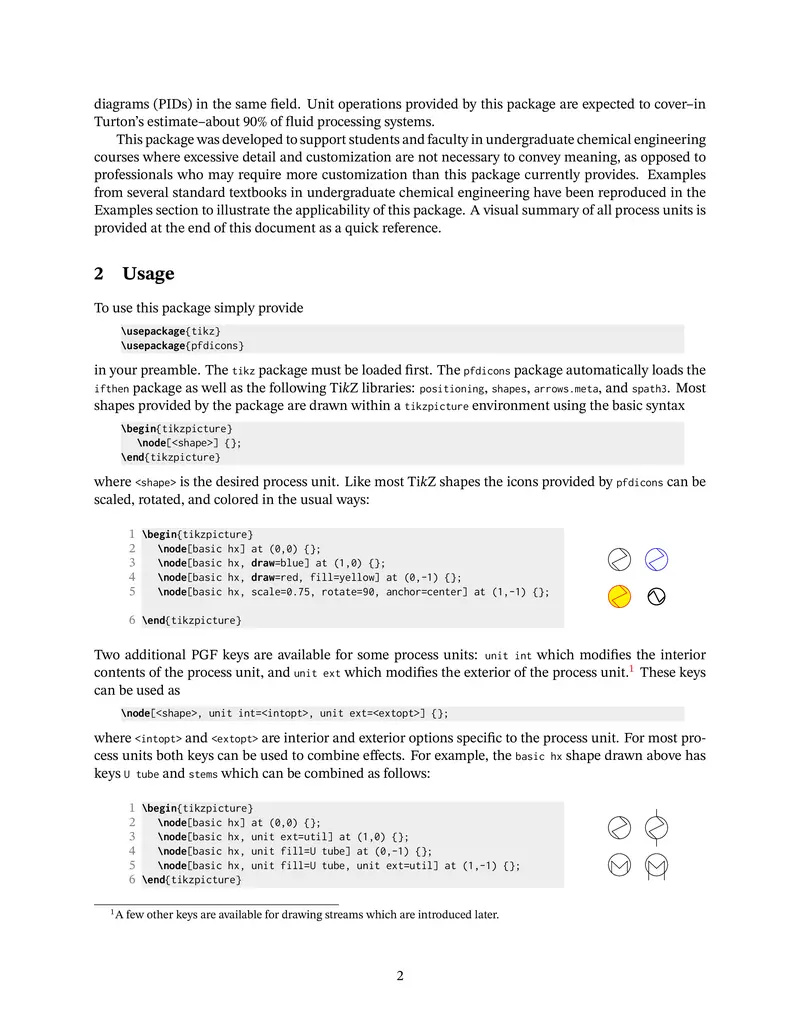 diagrams (PIDs) in the same field. Unit operations provided by this package are expected to cover–in
Turton's estimate–about 90% of fluid processing systems.
This package was developed to support students and faculty in undergraduate chemical engineering
courses where excessive detail and customization are not necessary to convey meaning, as opposed to
professionals who may require more customization than this package currently provides. Examples
from several standard textbooks in undergraduate chemical engineering have been reproduced in the
Examples section to illustrate the applicability of this package. A visual summary of all process units is
provided at the end of this document as a quick reference.
2 Usage
To use this package simply provide
\usepackage{tikz}
\usepackage{pfdicons}
in your preamble. The tikz package must be loaded first. The pfdicons package automatically loads the
ifthen package as well as the following TikZ libraries: positioning, shapes, arrows.meta, and spath3. Most
shapes provided by the package are drawn within a tikzpicture environment using the basic syntax
\begin{tikzpicture}
\node[<shape>] {};
\end{tikzpicture}
where <shape> is the desired process unit. Like most TikZ shapes the icons provided by pfdicons can be
scaled, rotated, and colored in the usual ways:
1 \begin{tikzpicture}
2 \node[basic hx] at (0,0) {};
3 \node[basic hx, draw=blue] at (1,0) {};
4 \node[basic hx, draw=red, fill=yellow] at (0,-1) {};
5 \node[basic hx, scale=0.75, rotate=90, anchor=center] at (1,-1) {};
6 \end{tikzpicture}
Two additional PGF keys are available for some process units: unit int which modifies the interior
contents of the process unit, and unit ext which modifies the exterior of the process unit.1 These keys
can be used as
\node[<shape>, unit int=<intopt>, unit ext=<extopt>] {};
where <intopt> and <extopt> are interior and exterior options specific to the process unit. For most pro-
cess units both keys can be used to combine effects. For example, the basic hx shape drawn above has
keys U tube and stems which can be combined as follows:
1 \begin{tikzpicture}
2 \node[basic hx] at (0,0) {};
3 \node[basic hx, unit ext=util] at (1,0) {};
4 \node[basic hx, unit fill=U tube] at (0,-1) {};
5 \node[basic hx, unit fill=U tube, unit ext=util] at (1,-1) {};
6 \end{tikzpicture}
1A few other keys are available for drawing streams which are introduced later.
2